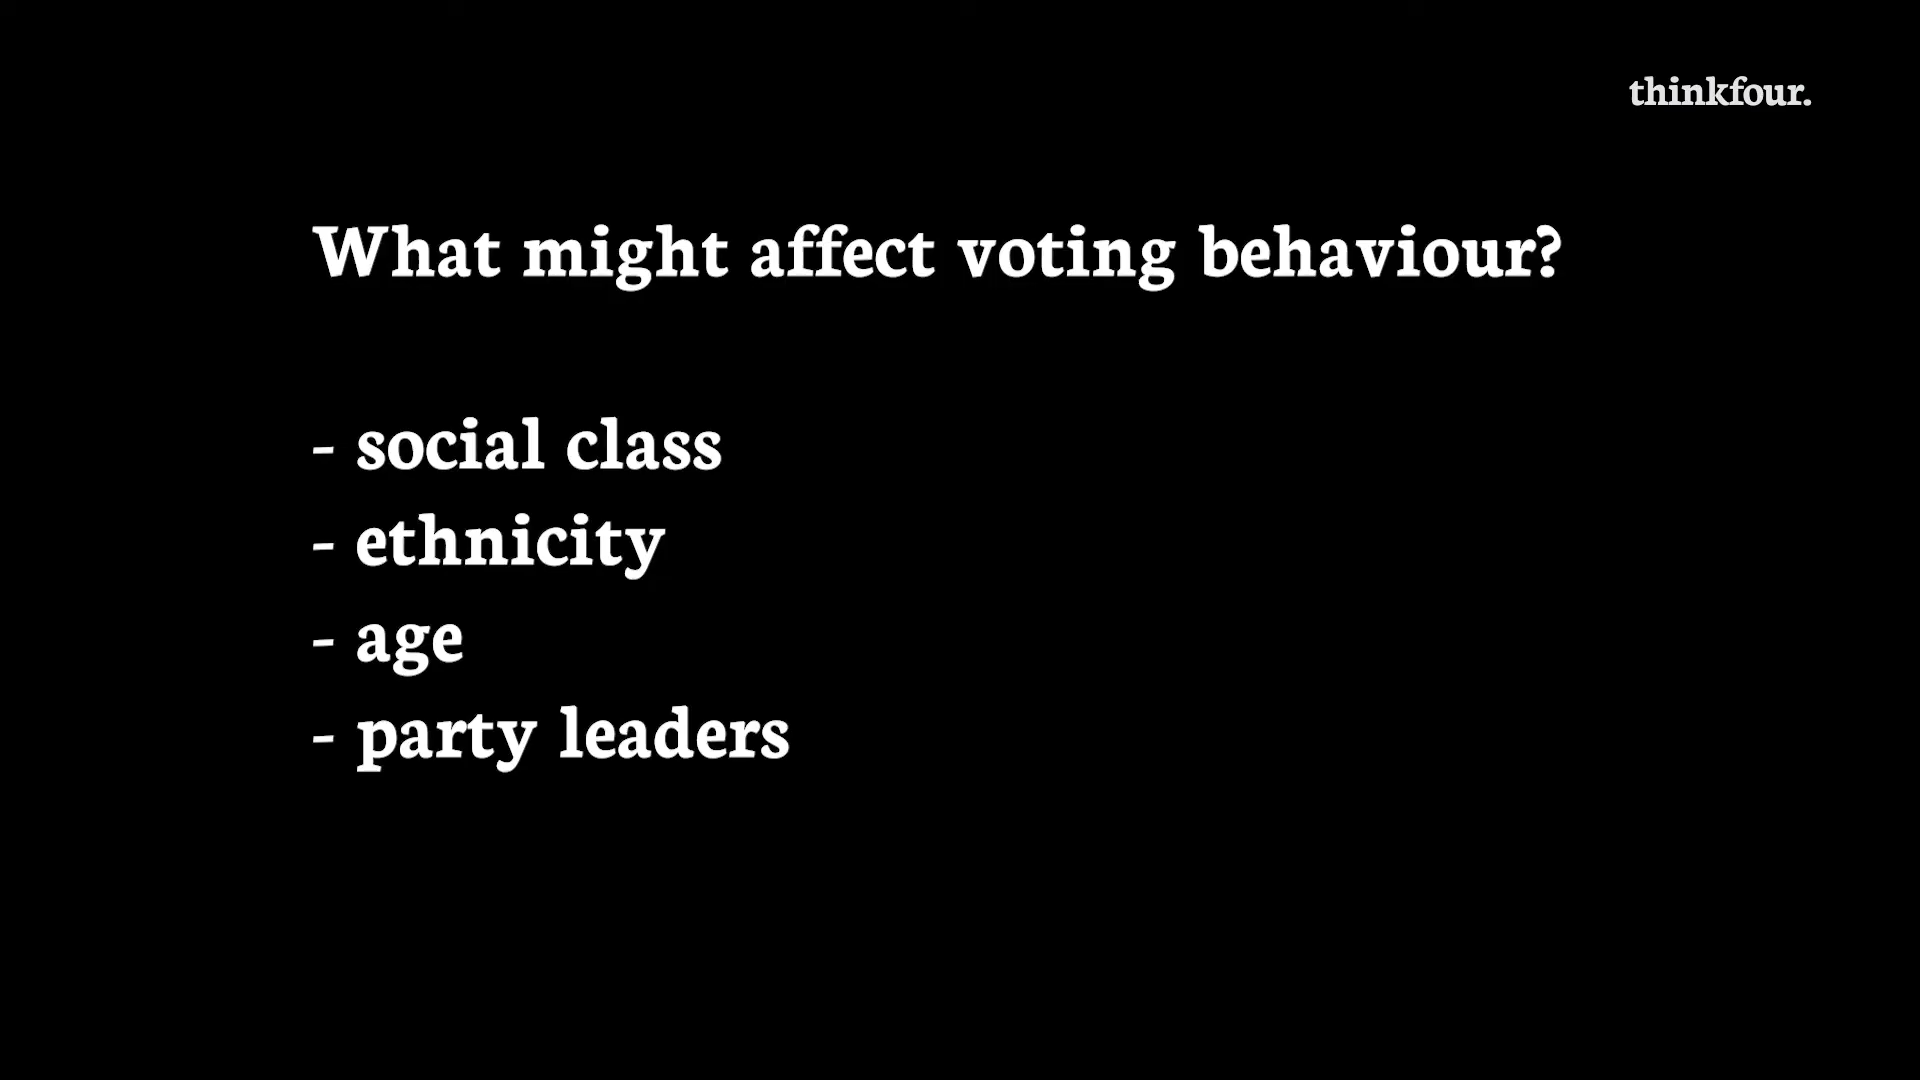 thinkfour.
What might affect voting behaviour?
- social class
- ethnicity
- age
- party leaders